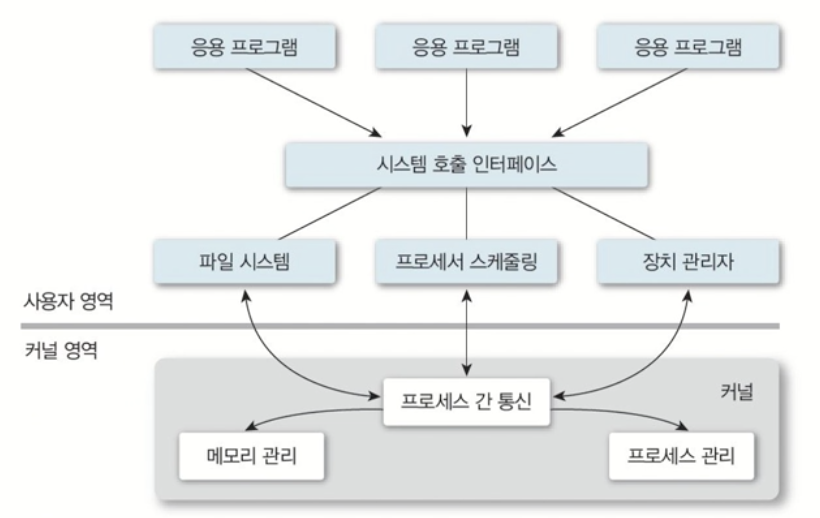 응용 프로그램
응용 프로그램
응용 프로그램
시스템 호출 인터페이스
파일 시스템
프로세서 스케줄링
장치 관리자
사용자 영역
커널 영역
커널
프로세스 간 통신
메모리 관리
프로세스 관리